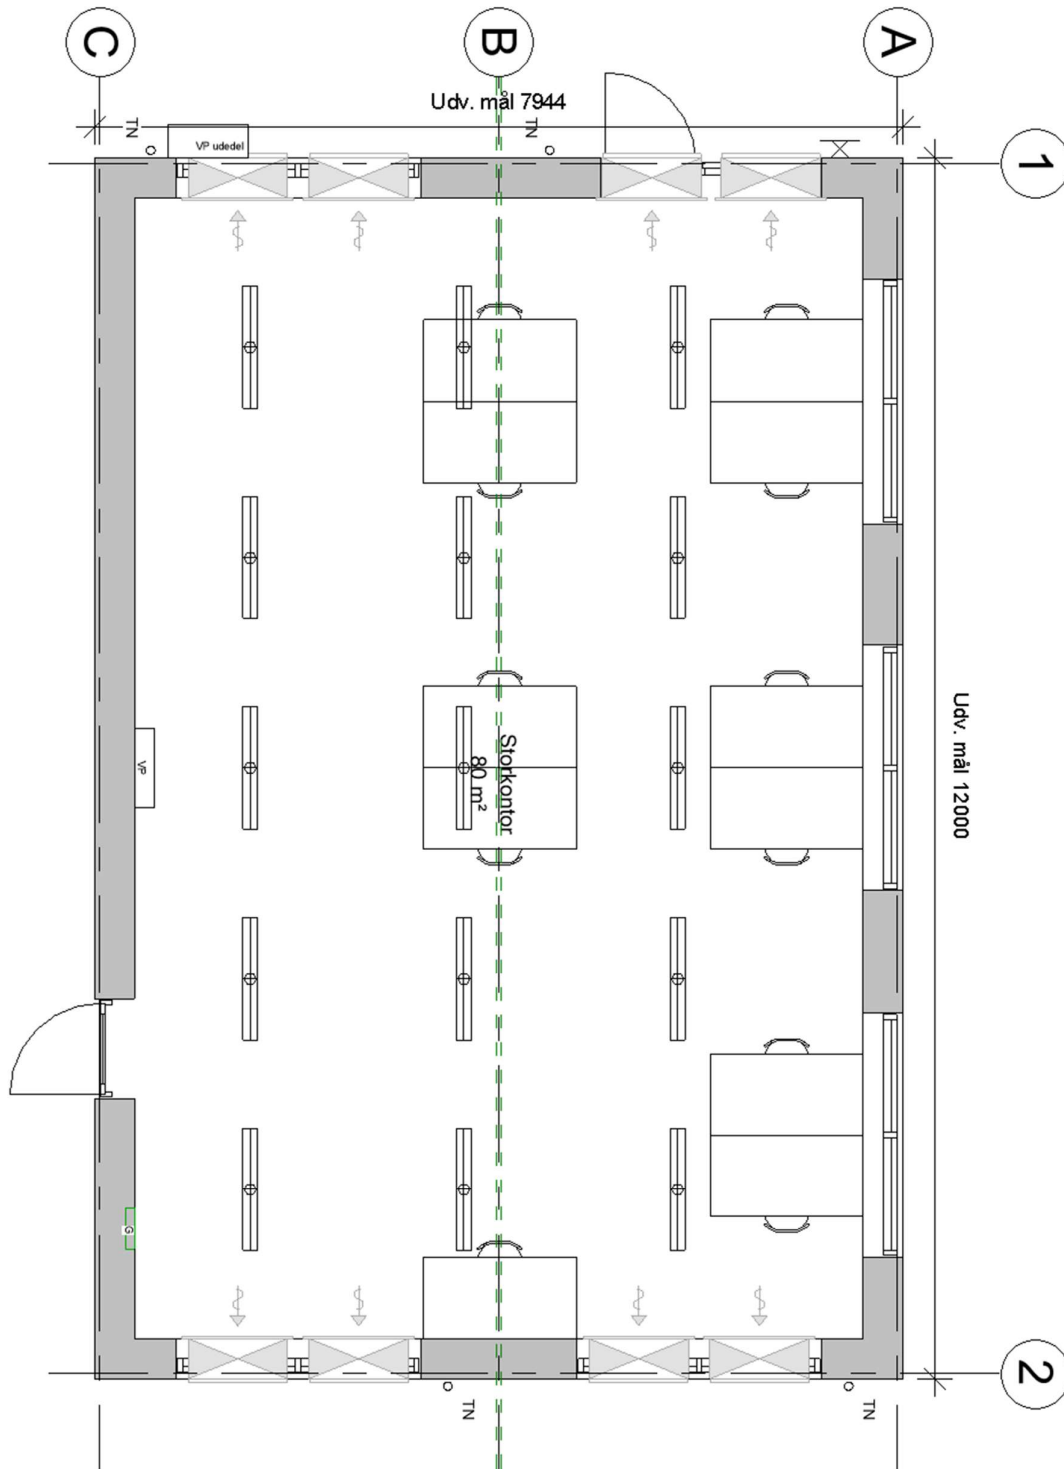 C
B
A
Udv. mål 7944
TN
TN
VP udedel
1
Udv. mål 12000
Storkontor
80 m²
VP
G
2
TN
TN